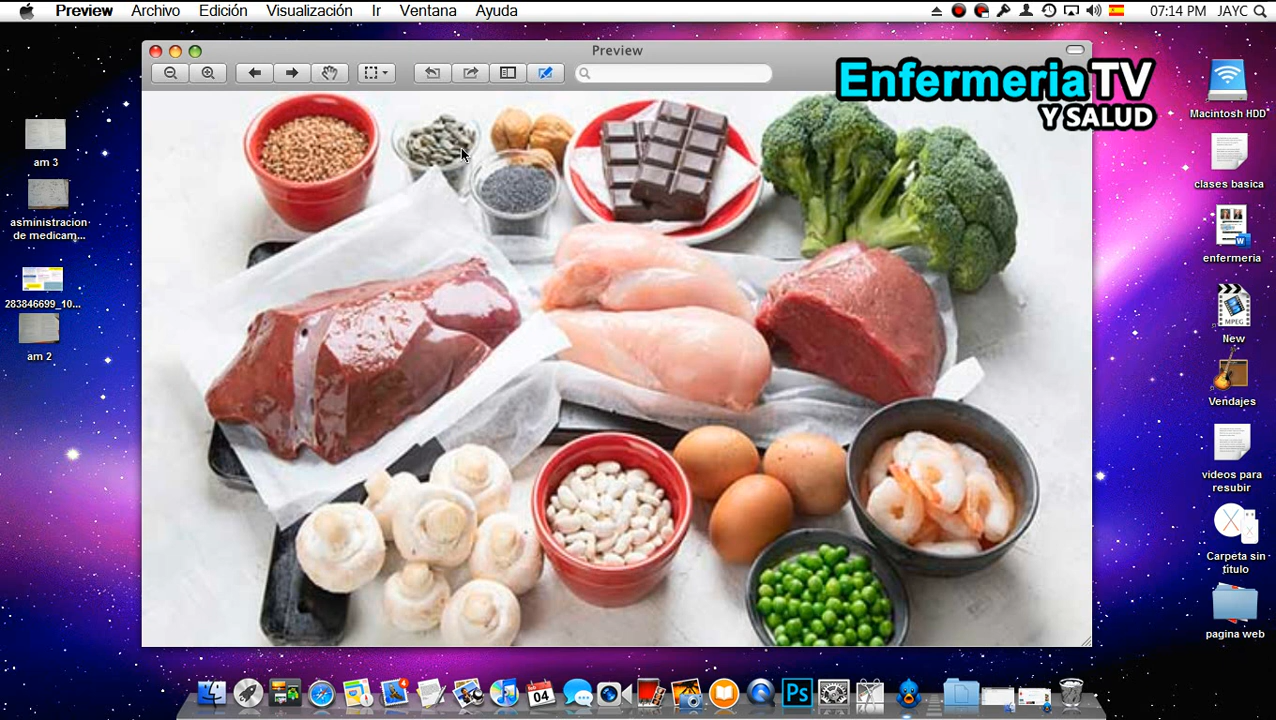 Preview Archivo Edición Visualización Ir Ventana Ayuda 07:14 PM JAYC
Preview
EnfermeriaTV
Y SALUD
Macintosh HDD
clases basica
enfermeria
MPEG
New
Vendajes
videos para
resubir
Carpeta sin
título
pagina web
am 3
asministracion
de medicam...
283846699_10...
am 2
04
Ps